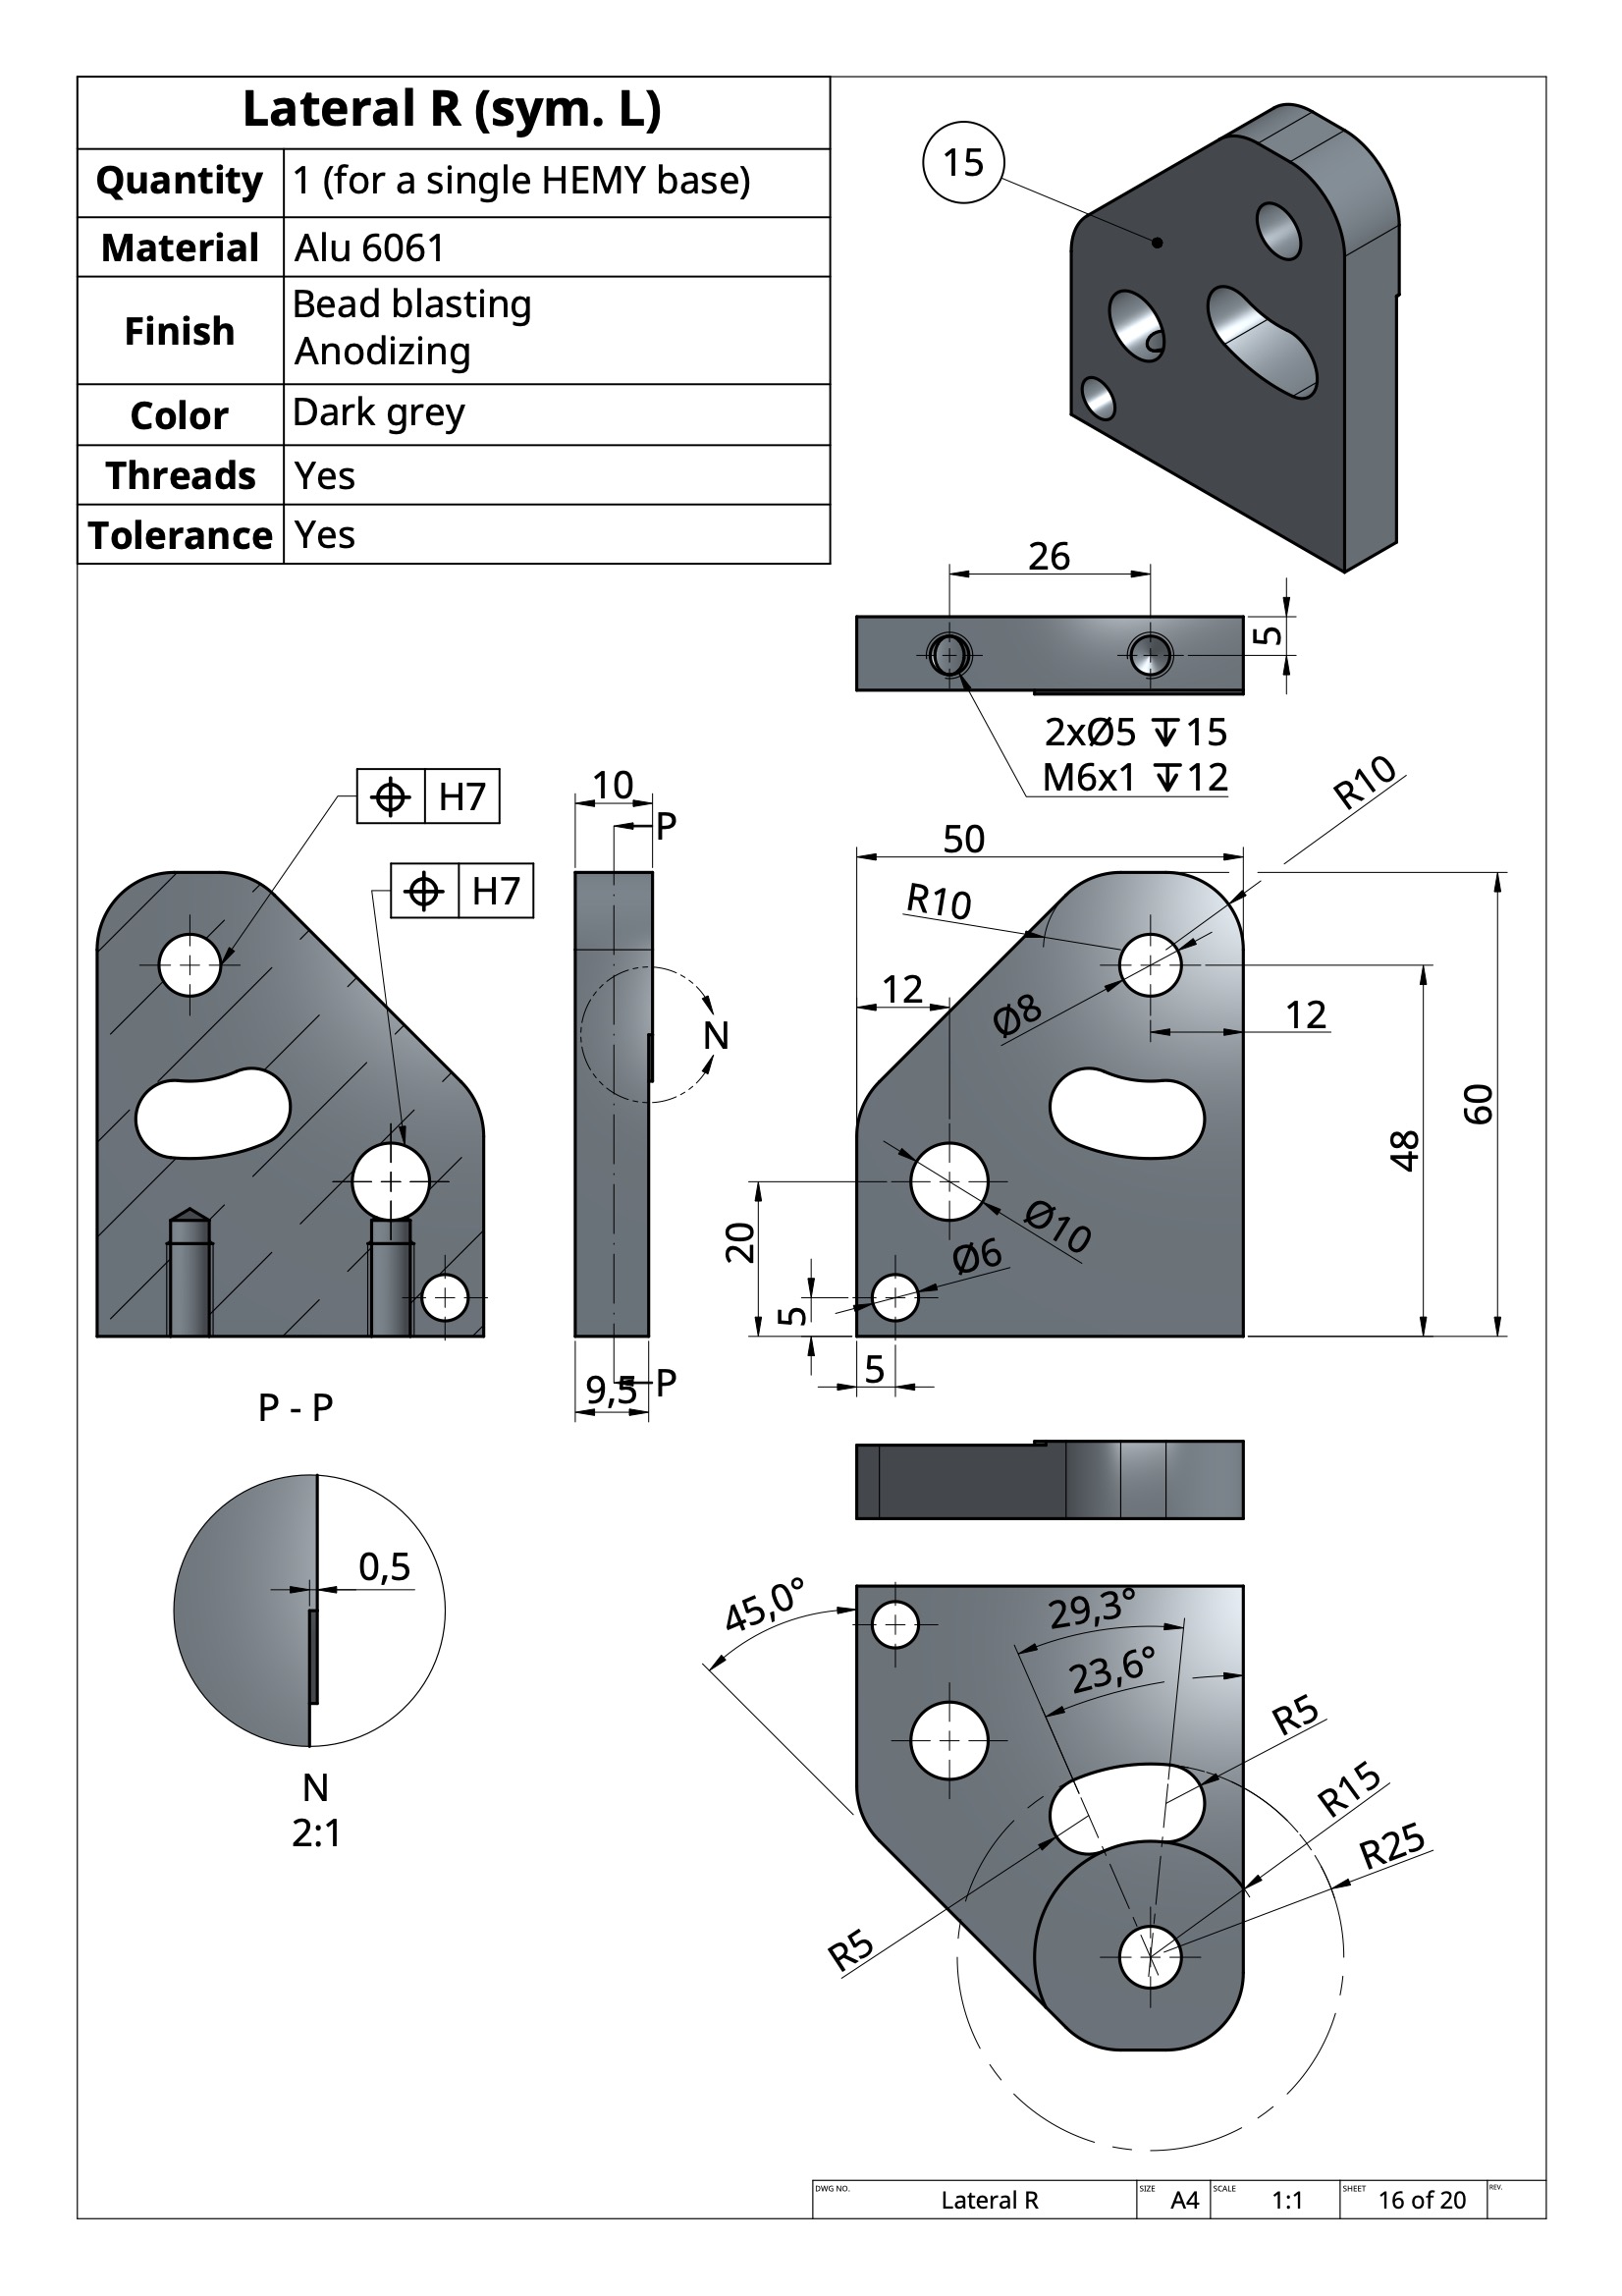 Lateral R (sym. L)
Quantity 1 (for a single HEMY base)
Material Alu 6061
Finish Bead blasting
Anodizing
Color Dark grey
Threads Yes
Tolerance Yes
15
26
5
2xØ5 ↧15
M6x1 ↧12
⌖ H7
⌖ H7
10
P
N
9,5
P
P - P
50
R10
R10
12
Ø8
12
60
48
20
Ø10
Ø6
5
5
0,5
N
2:1
45,0°
29,3°
23,6°
R5
R15
R25
R5
DWG NO. Lateral R SIZE A4 SCALE 1:1 SHEET 16 of 20 REV.